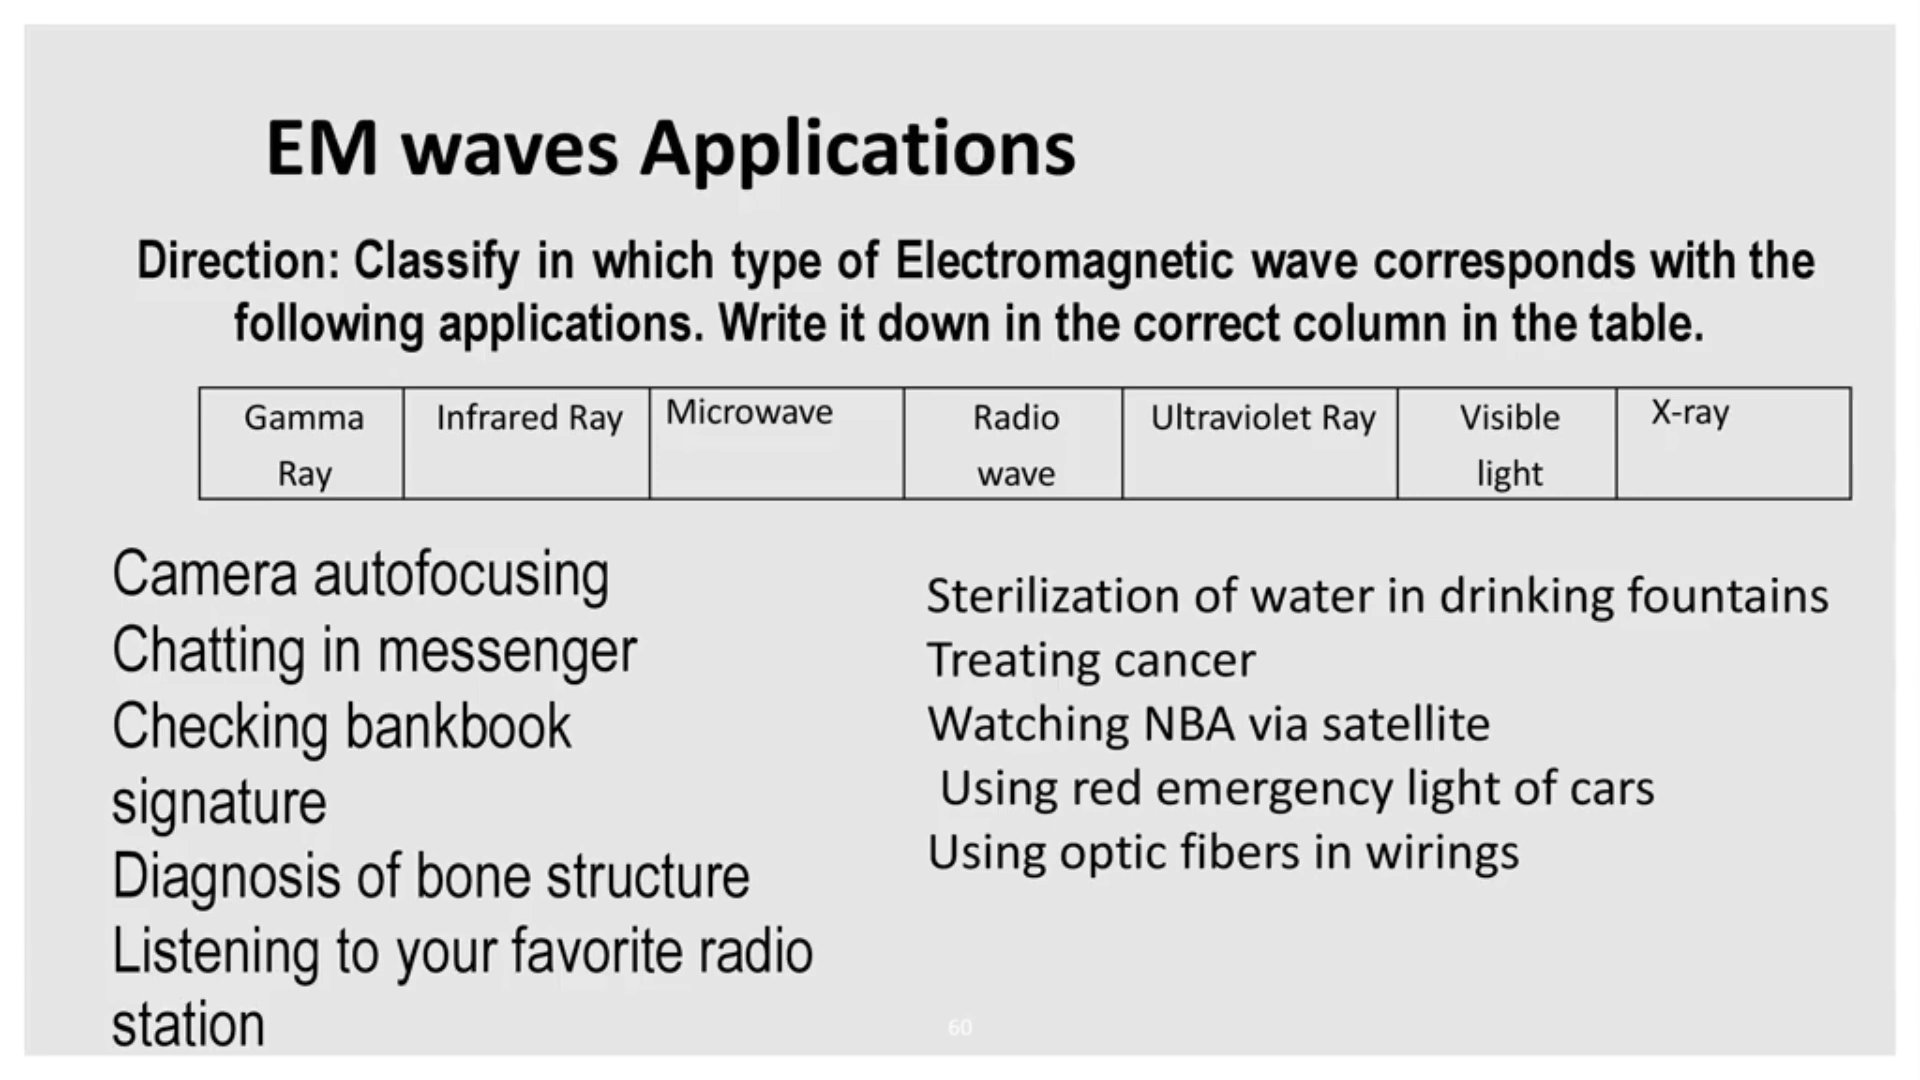 EM waves Applications
Direction: Classify in which type of Electromagnetic wave corresponds with the
following applications. Write it down in the correct column in the table.
Gamma
Ray
Infrared Ray
Microwave
Radio
wave
Ultraviolet Ray
Visible
light
X-ray
Camera autofocusing
Chatting in messenger
Checking bankbook
signature
Diagnosis of bone structure
Listening to your favorite radio
station
Sterilization of water in drinking fountains
Treating cancer
Watching NBA via satellite
Using red emergency light of cars
Using optic fibers in wirings
60